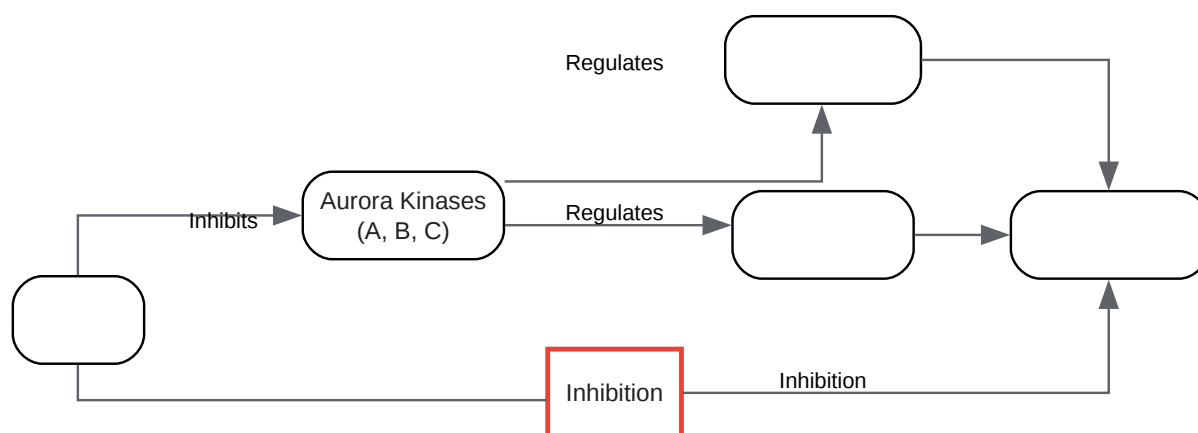 Regulates
Aurora Kinases
(A, B, C)
Inhibits
Regulates
Inhibition
Inhibition